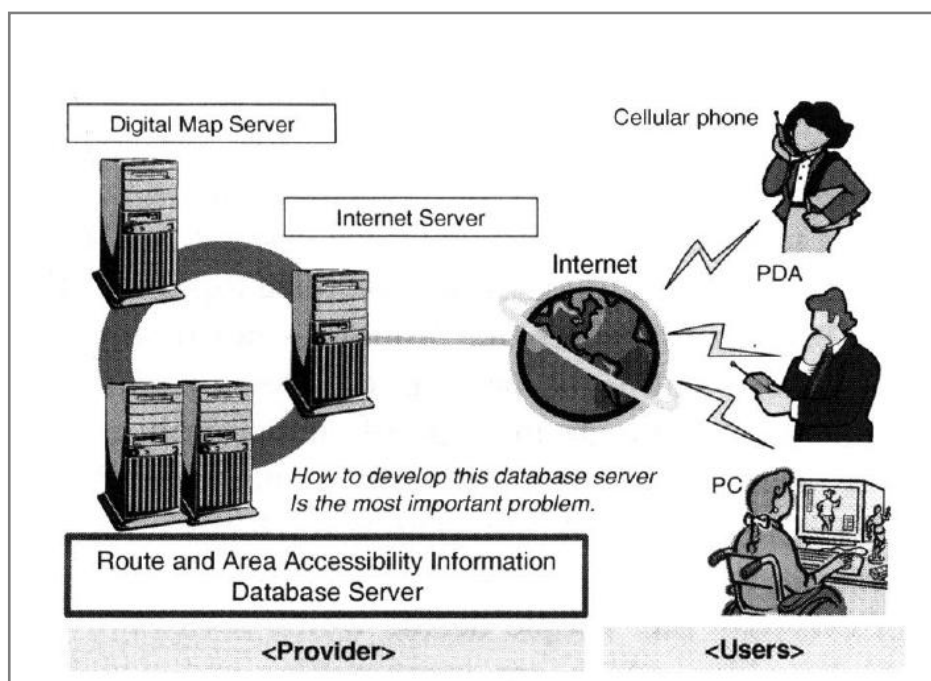 Digital Map Server
Cellular phone
Internet Server
Internet
PDA
How to develop this database server
Is the most important problem.
PC
Route and Area Accessibility Information
Database Server
<Provider>
<Users>